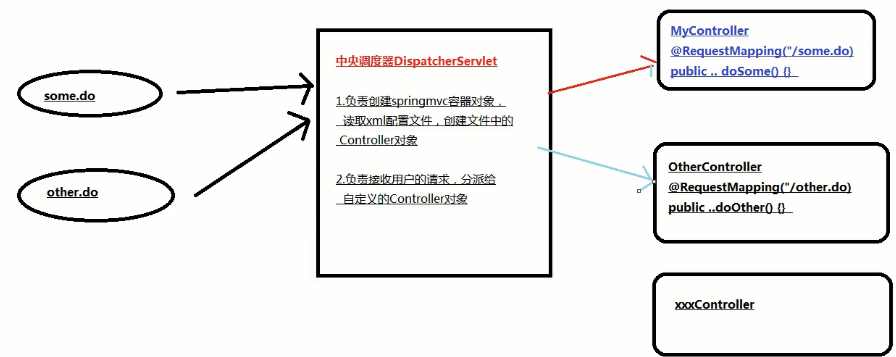 some.do
other.do
中央调度器DispatcherServlet
1.负责创建springmvc容器对象，
读取xml配置文件，创建文件中的
Controller对象
2.负责接收用户的请求，分派给
自定义的Controller对象
MyController
@RequestMapping("/some.do)
public .. doSome() {}
OtherController
@RequestMapping("/other.do)
public ..doOther() {}
xxxController